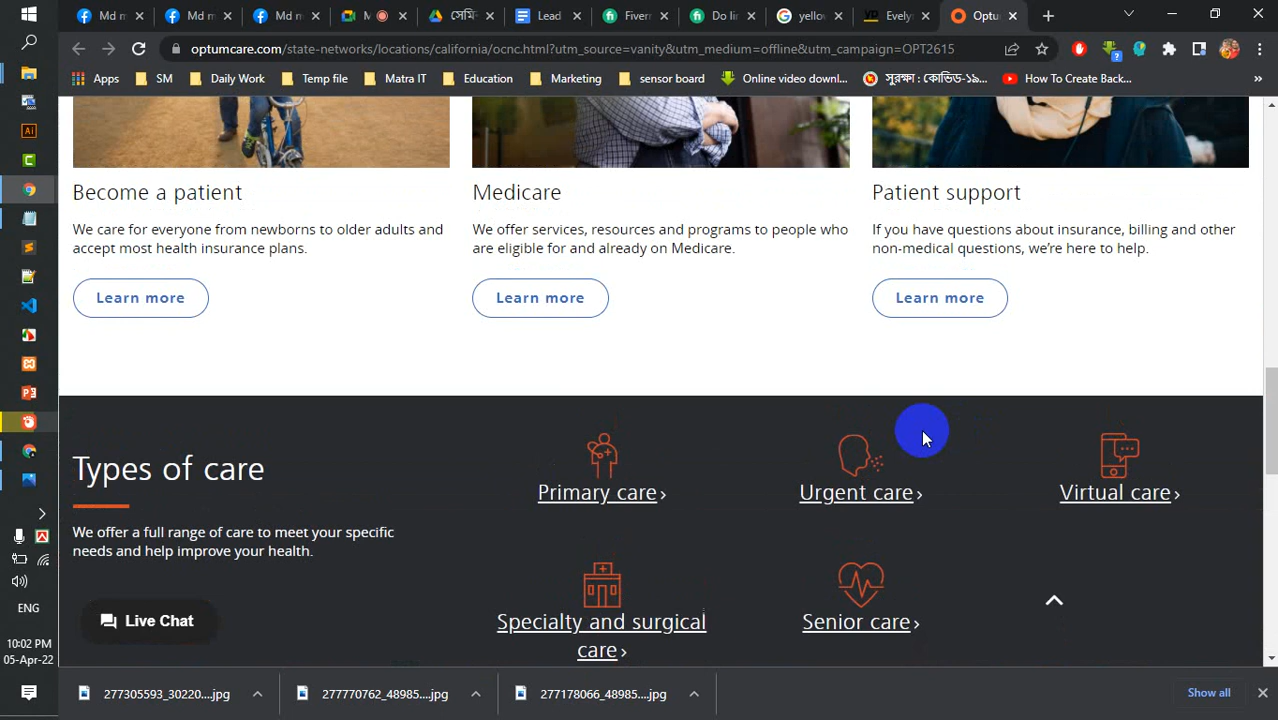 Md m
Md m
Md m
M
সেমি
Lead
Fiverr
Do lin
yellow
Evelyn
Optu
optumcare.com/state-networks/locations/california/ocnc.html?utm_source=vanity&utm_medium=offline&utm_campaign=OPT2615
Apps
SM
Daily Work
Temp file
Matra IT
Education
Marketing
sensor board
Online video downl...
সুরক্ষা : কোভিড-১৯...
How To Create Back...
»
Become a patient
We care for everyone from newborns to older adults and
accept most health insurance plans.
Learn more
Medicare
We offer services, resources and programs to people who
are eligible for and already on Medicare.
Learn more
Patient support
If you have questions about insurance, billing and other
non-medical questions, we're here to help.
Learn more
Types of care
We offer a full range of care to meet your specific
needs and help improve your health.
Primary care ›
Urgent care ›
Virtual care ›
Specialty and surgical
care ›
Senior care ›
Live Chat
ENG
10:02 PM
05-Apr-22
277305593_30220....jpg
277770762_48985....jpg
277178066_48985....jpg
Show all